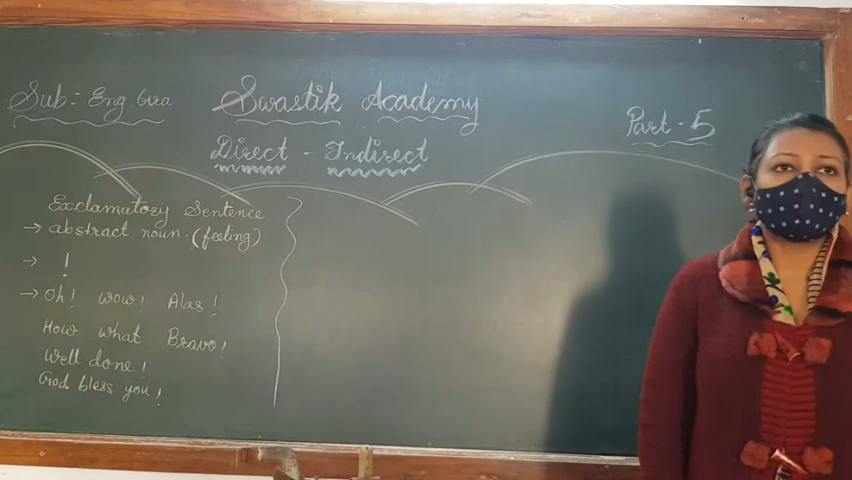 Sub:- Eng. Gra
Swastik Academy
Part-5
Direct - Indirect
Exclamatory Sentence
→ abstract noun. (feeling)
→ !
→ Oh! wow! Alas!
How what Bravo!
Well done!
God bless you!